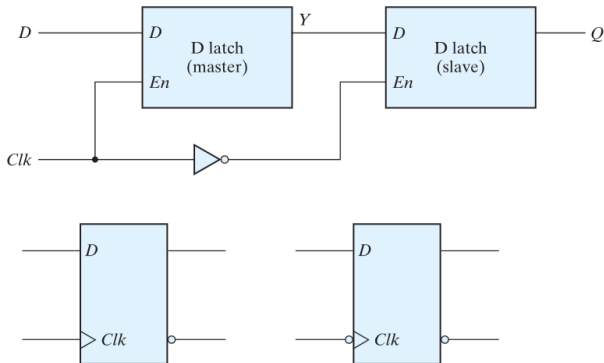 D
D
D latch
(master)
En
Y
D
D latch
(slave)
En
Q
Clk
D
Clk
D
Clk